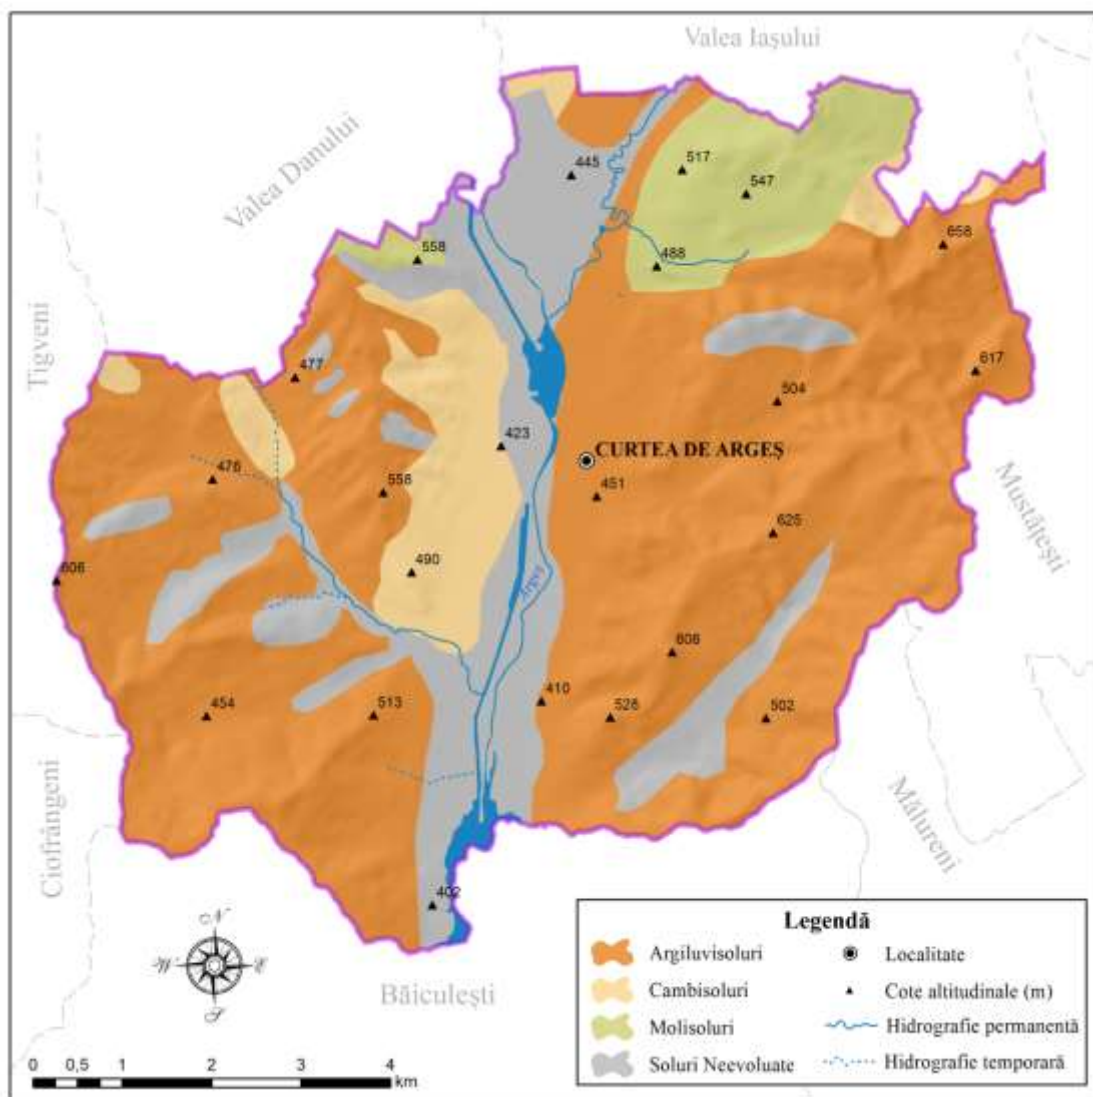 Valea Iașului
Valea Danului
445
517
547
558
488
658
Tigveni
477
617
504
423
CURTEA DE ARGEȘ
476
558
451
Mustățești
625
490
606
Argeș
606
454
513
410
526
502
Ciofrângeni
Mălureni
402
N
W
E
S
Băiculești
Legendă
Argiluvisoluri
Localitate
Cambisoluri
Cote altitudinale (m)
Molisoluri
Hidrografie permanentă
Soluri Neevoluate
Hidrografie temporară
0 0,5 1 2 3 4
km